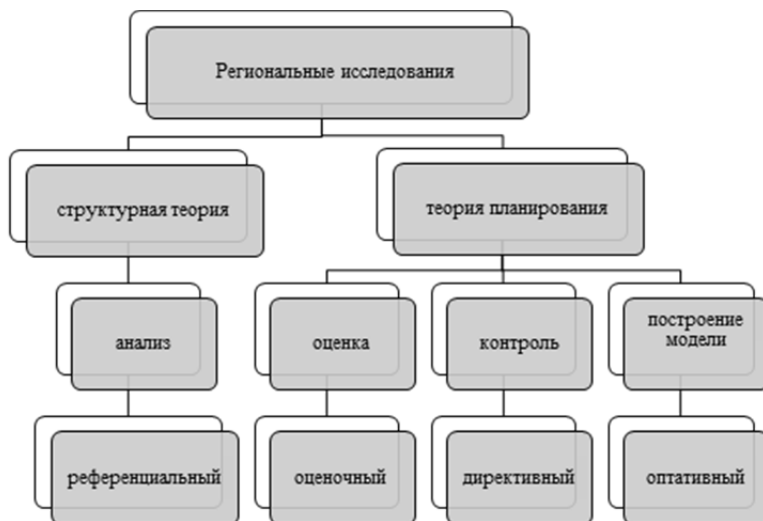 Региональные исследования
структурная теория
теория планирования
анализ
оценка
контроль
построение
модели
референциальный
оценочный
директивный
оптативный